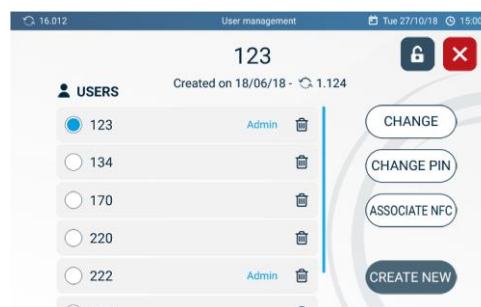 16.012 User management Tue 27/10/18 15:00
123
Created on 18/06/18 - 1.124
USERS
123 Admin
CHANGE
134
CHANGE PIN
170
ASSOCIATE NFC
220
222 Admin
CREATE NEW